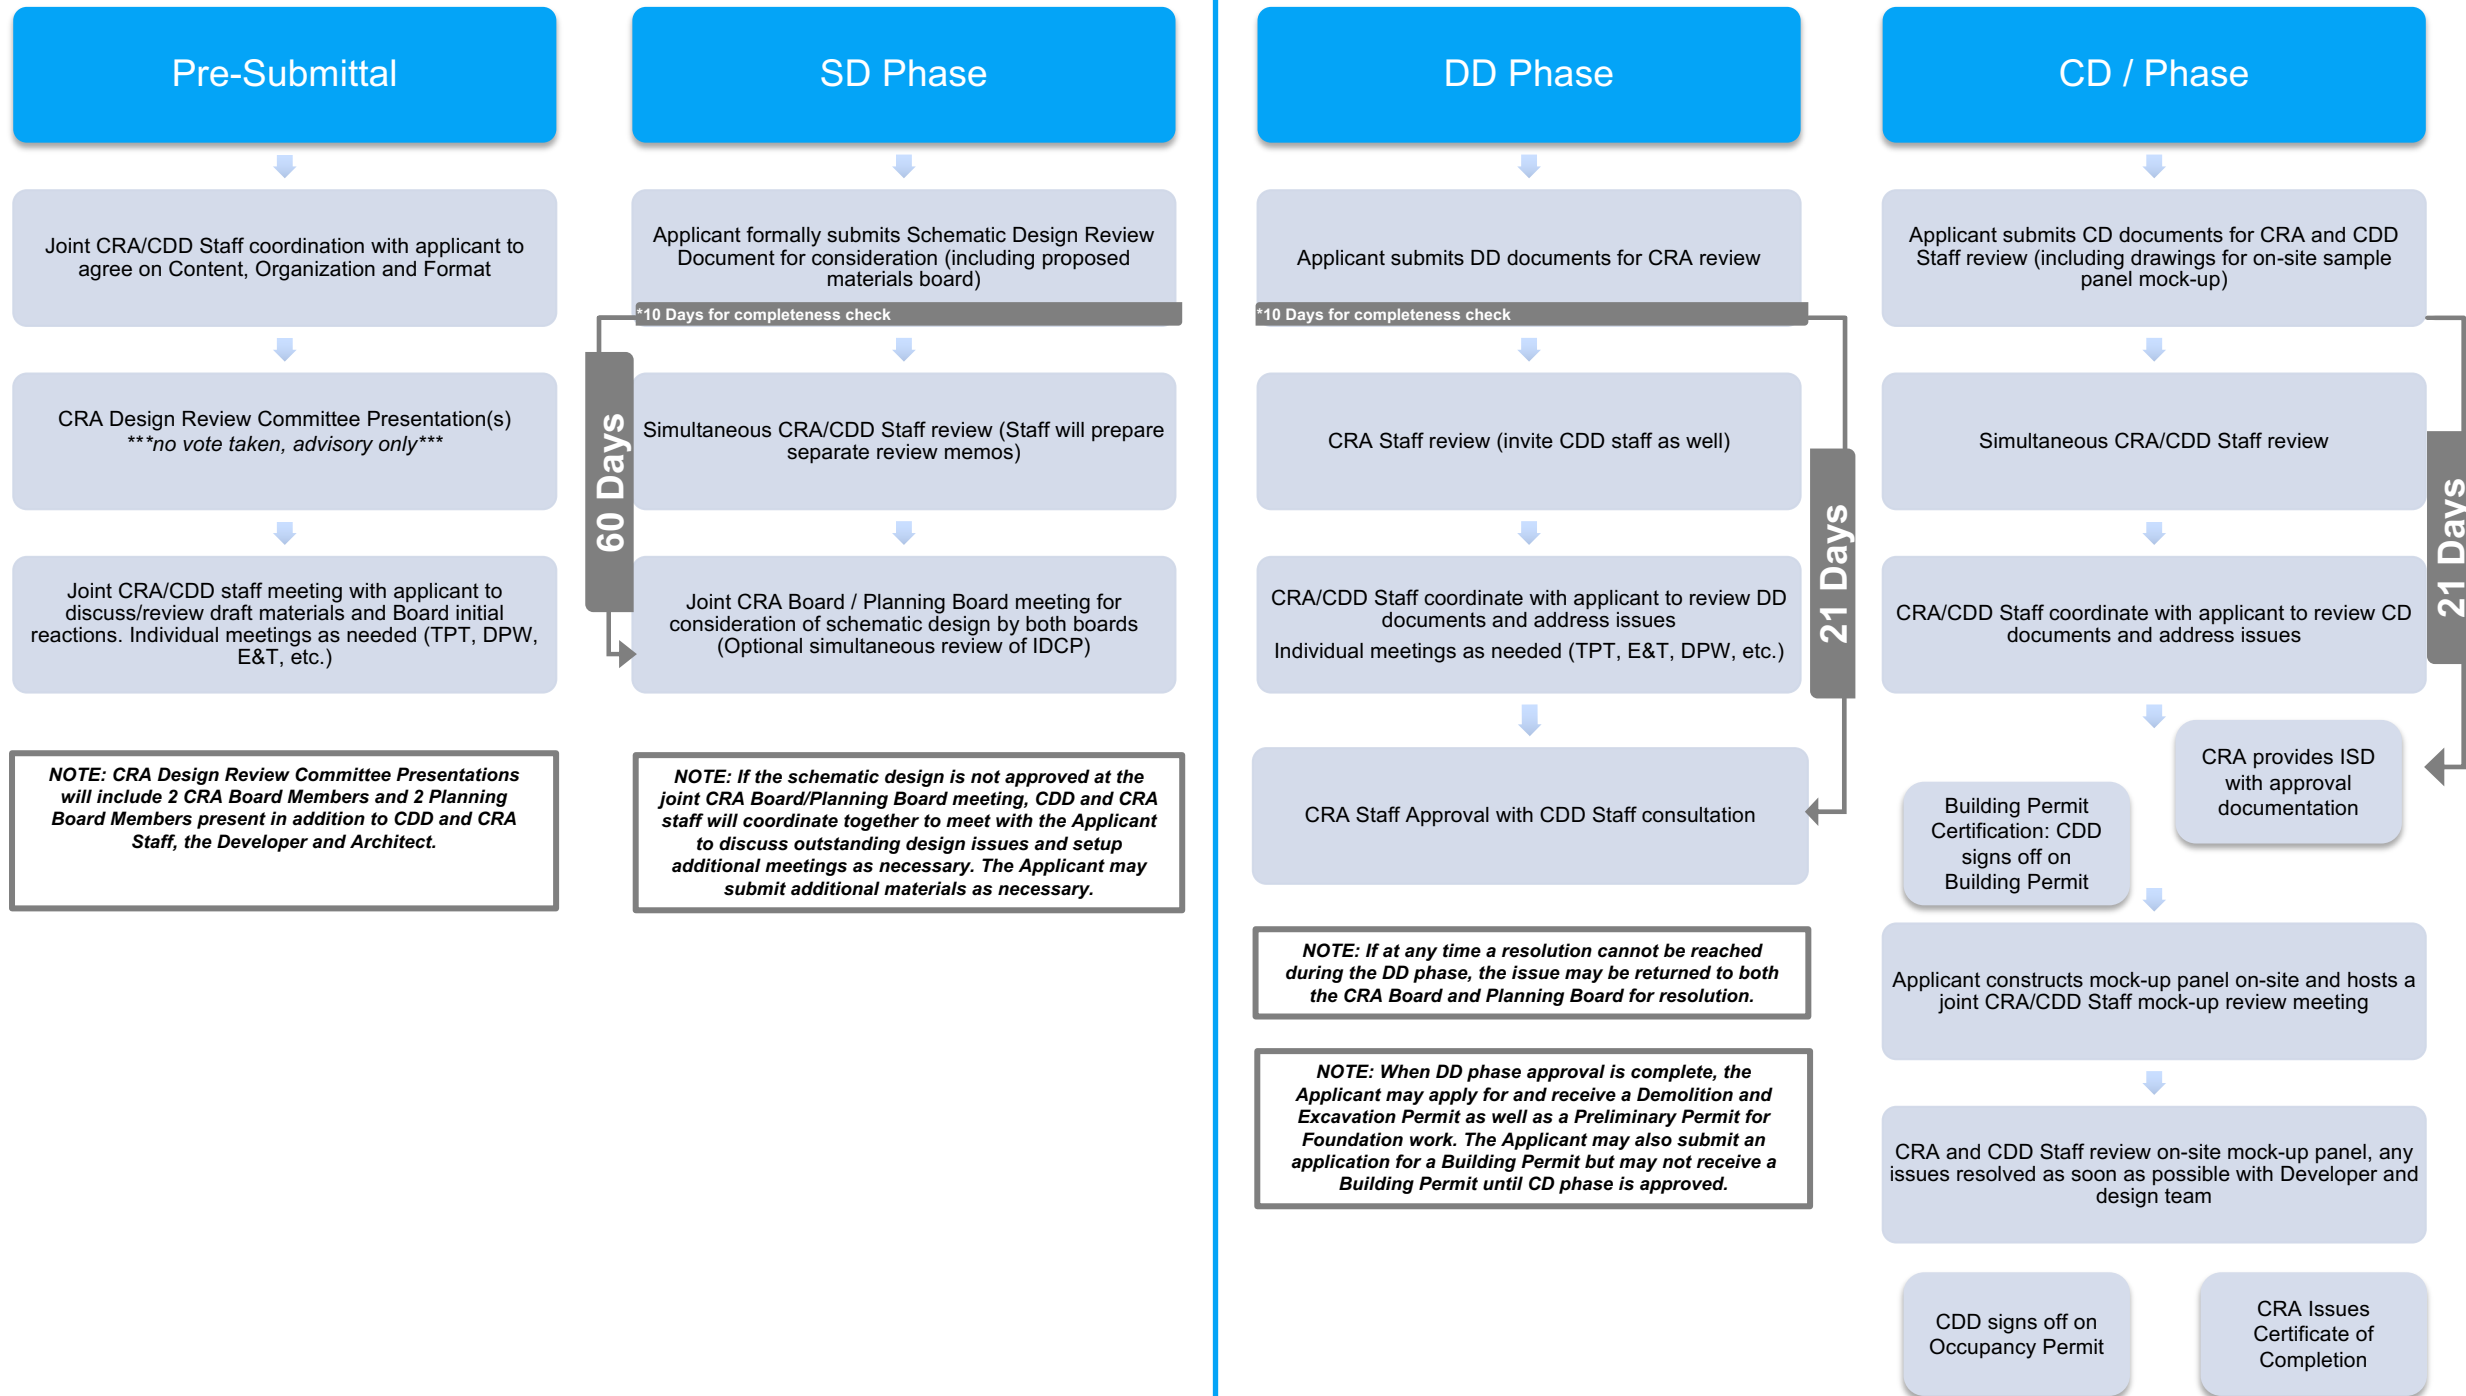 Pre-Submittal
Joint CRA/CDD Staff coordination with applicant to
agree on Content, Organization and Format
CRA Design Review Committee Presentation(s)
***no vote taken, advisory only***
Joint CRA/CDD staff meeting with applicant to
discuss/review draft materials and Board initial
reactions. Individual meetings as needed (TPT, DPW,
E&T, etc.)
NOTE: CRA Design Review Committee Presentations
will include 2 CRA Board Members and 2 Planning
Board Members present in addition to CDD and CRA
Staff, the Developer and Architect.
SD Phase
Applicant formally submits Schematic Design Review
Document for consideration (including proposed
materials board)
*10 Days for completeness check
60 Days
Simultaneous CRA/CDD Staff review (Staff will prepare
separate review memos)
Joint CRA Board / Planning Board meeting for
consideration of schematic design by both boards
(Optional simultaneous review of IDCP)
NOTE: If the schematic design is not approved at the
joint CRA Board/Planning Board meeting, CDD and CRA
staff will coordinate together to meet with the Applicant
to discuss outstanding design issues and setup
additional meetings as necessary. The Applicant may
submit additional materials as necessary.
DD Phase
Applicant submits DD documents for CRA review
*10 Days for completeness check
21 Days
CRA Staff review (invite CDD staff as well)
CRA/CDD Staff coordinate with applicant to review DD
documents and address issues
Individual meetings as needed (TPT, E&T, DPW, etc.)
CRA Staff Approval with CDD Staff consultation
NOTE: If at any time a resolution cannot be reached
during the DD phase, the issue may be returned to both
the CRA Board and Planning Board for resolution.
NOTE: When DD phase approval is complete, the
Applicant may apply for and receive a Demolition and
Excavation Permit as well as a Preliminary Permit for
Foundation work. The Applicant may also submit an
application for a Building Permit but may not receive a
Building Permit until CD phase is approved.
CD / Phase
Applicant submits CD documents for CRA and CDD
Staff review (including drawings for on-site sample
panel mock-up)
21 Days
Simultaneous CRA/CDD Staff review
CRA/CDD Staff coordinate with applicant to review CD
documents and address issues
CRA provides ISD
with approval
documentation
Building Permit
Certification: CDD
signs off on
Building Permit
Applicant constructs mock-up panel on-site and hosts a
joint CRA/CDD Staff mock-up review meeting
CRA and CDD Staff review on-site mock-up panel, any
issues resolved as soon as possible with Developer and
design team
CDD signs off on
Occupancy Permit
CRA Issues
Certificate of
Completion